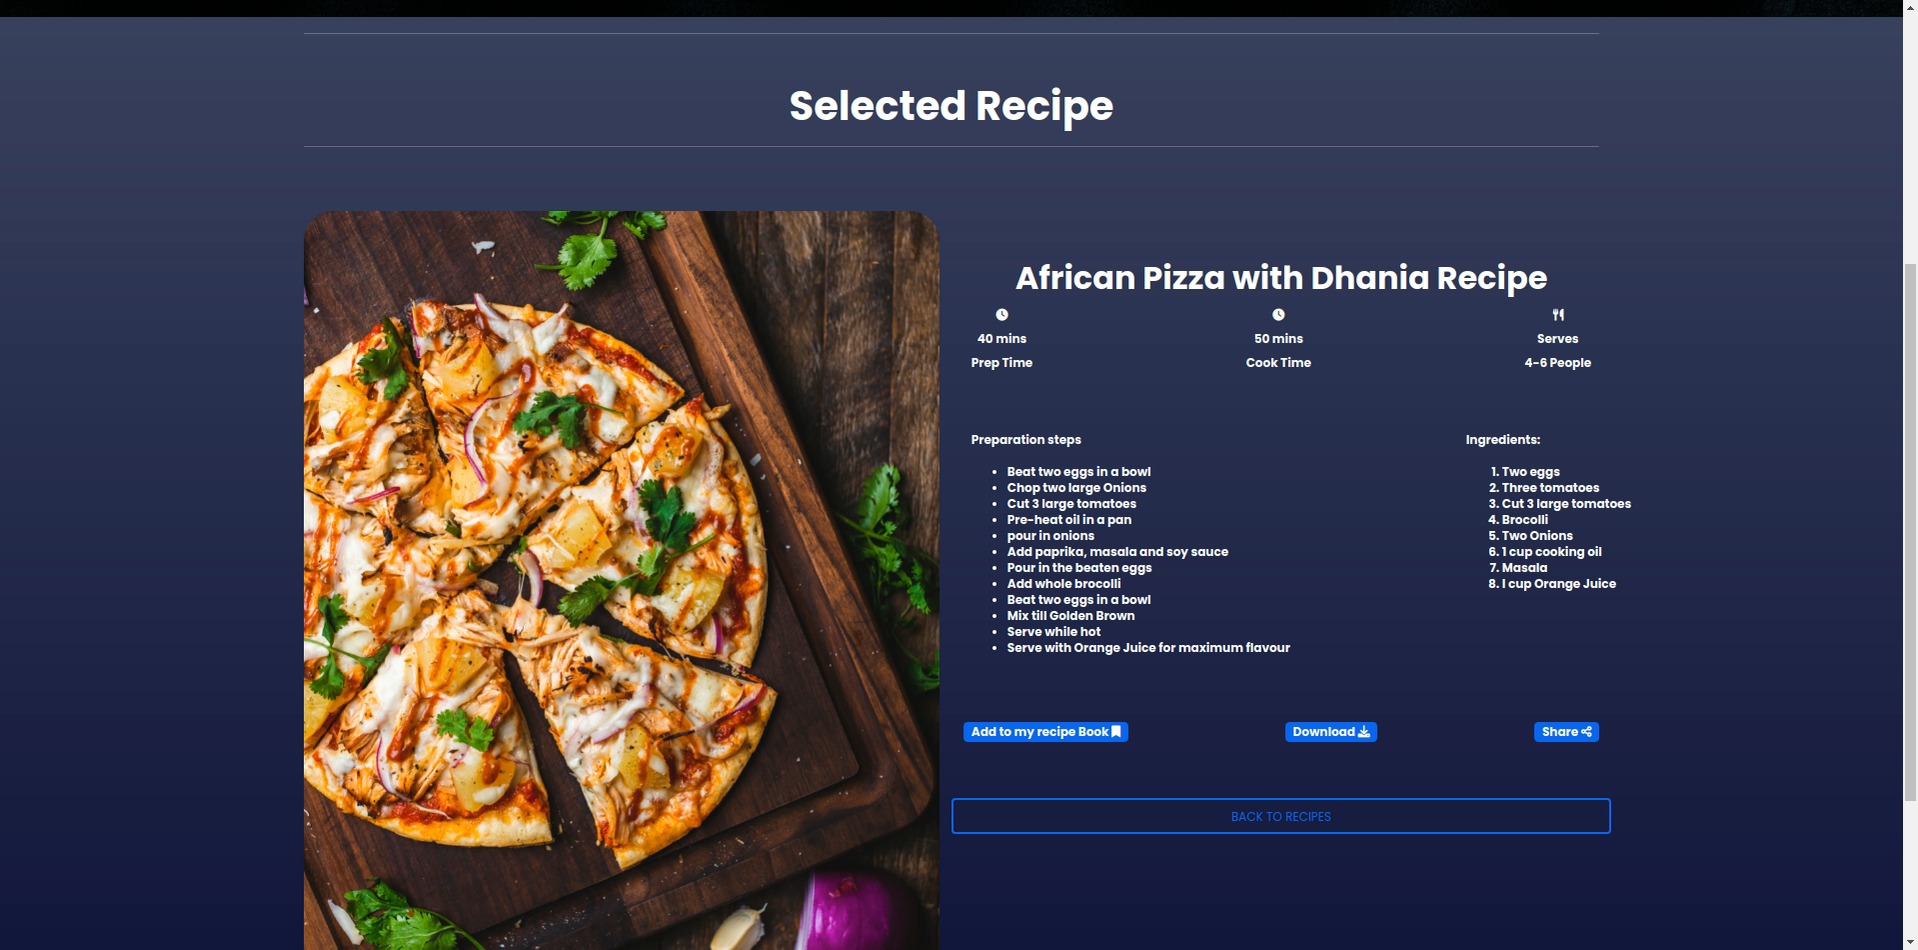 Selected Recipe
African Pizza with Dhania Recipe
40 mins
Prep Time
50 mins
Cook Time
Serves
4-6 People
Preparation steps
• Beat two eggs in a bowl
• Chop two large Onions
• Cut 3 large tomatoes
• Pre-heat oil in a pan
• pour in onions
• Add paprika, masala and soy sauce
• Pour in the beaten eggs
• Add whole brocolli
• Beat two eggs in a bowl
• Mix till Golden Brown
• Serve while hot
• Serve with Orange Juice for maximum flavour
Ingredients:
1. Two eggs
2. Three tomatoes
3. Cut 3 large tomatoes
4. Brocolli
5. Two Onions
6. 1 cup cooking oil
7. Masala
8. I cup Orange Juice
Add to my recipe Book
Download
Share
BACK TO RECIPES